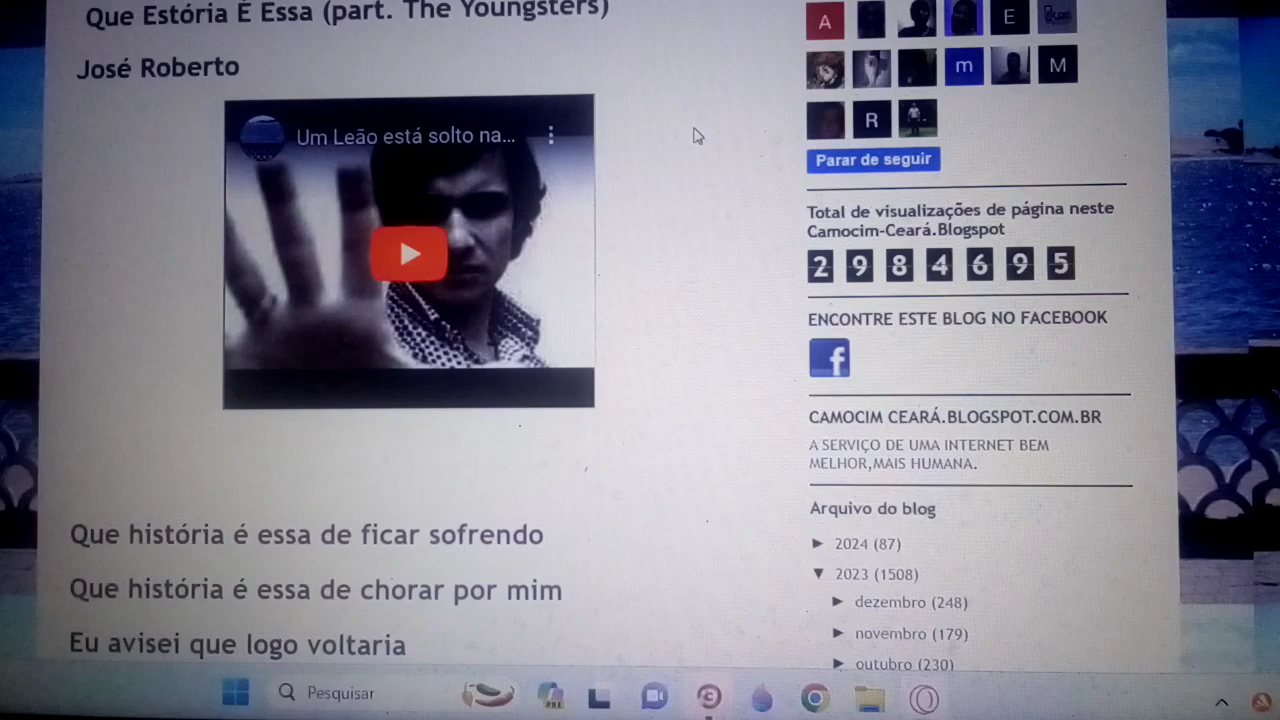 Que Estória É Essa (part. The Youngsters)
José Roberto
Um Leão está solto na...
Que história é essa de ficar sofrendo
Que história é essa de chorar por mim
Eu avisei que logo voltaria
A
E
m
M
R
Parar de seguir
Total de visualizações de página neste
Camocim-Ceará.Blogspot
2984695
ENCONTRE ESTE BLOG NO FACEBOOK
f
CAMOCIM CEARÁ.BLOGSPOT.COM.BR
A SERVIÇO DE UMA INTERNET BEM
MELHOR,MAIS HUMANA.
Arquivo do blog
► 2024 (87)
▼ 2023 (1508)
► dezembro (248)
► novembro (179)
► outubro (230)
Pesquisar
PRE